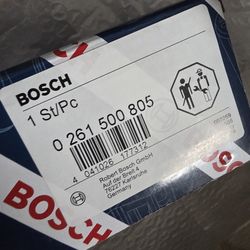 BOSCH
1 St/Pc
0 261 500 805
4 041026 177312
Robert Bosch GmbH
Auf der Breit 4
76227 Karlsruhe
Germany
BOSCH